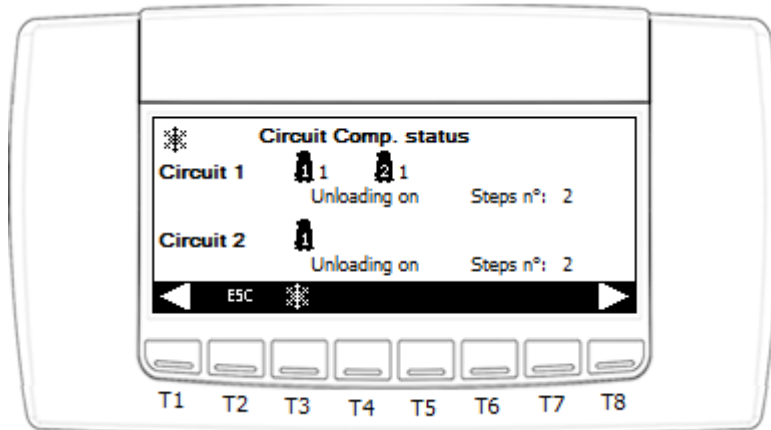 Circuit Comp. status
Circuit 1 1 1 2 1
Unloading on Steps n°: 2
Circuit 2 1
Unloading on Steps n°: 2
ESC
T1 T2 T3 T4 T5 T6 T7 T8